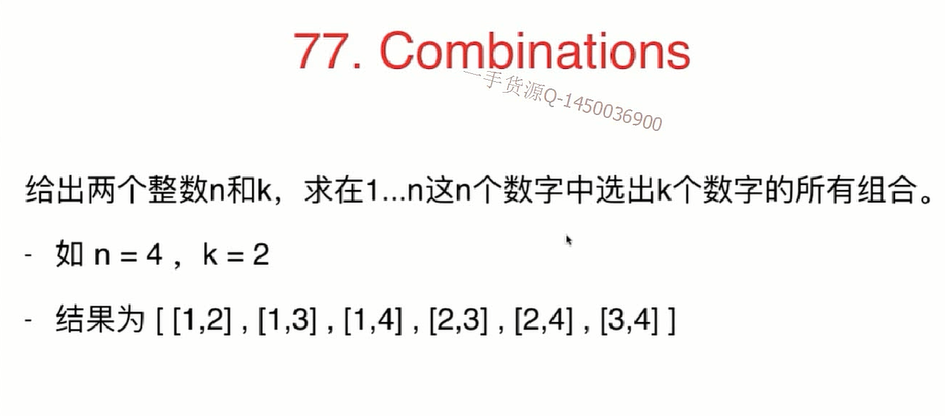 77. Combinations
一手货源Q-1450036900
给出两个整数n和k，求在1...n这n个数字中选出k个数字的所有组合。
- 如 n = 4 ，k = 2
- 结果为 [ [1,2] , [1,3] , [1,4] , [2,3] , [2,4] , [3,4] ]